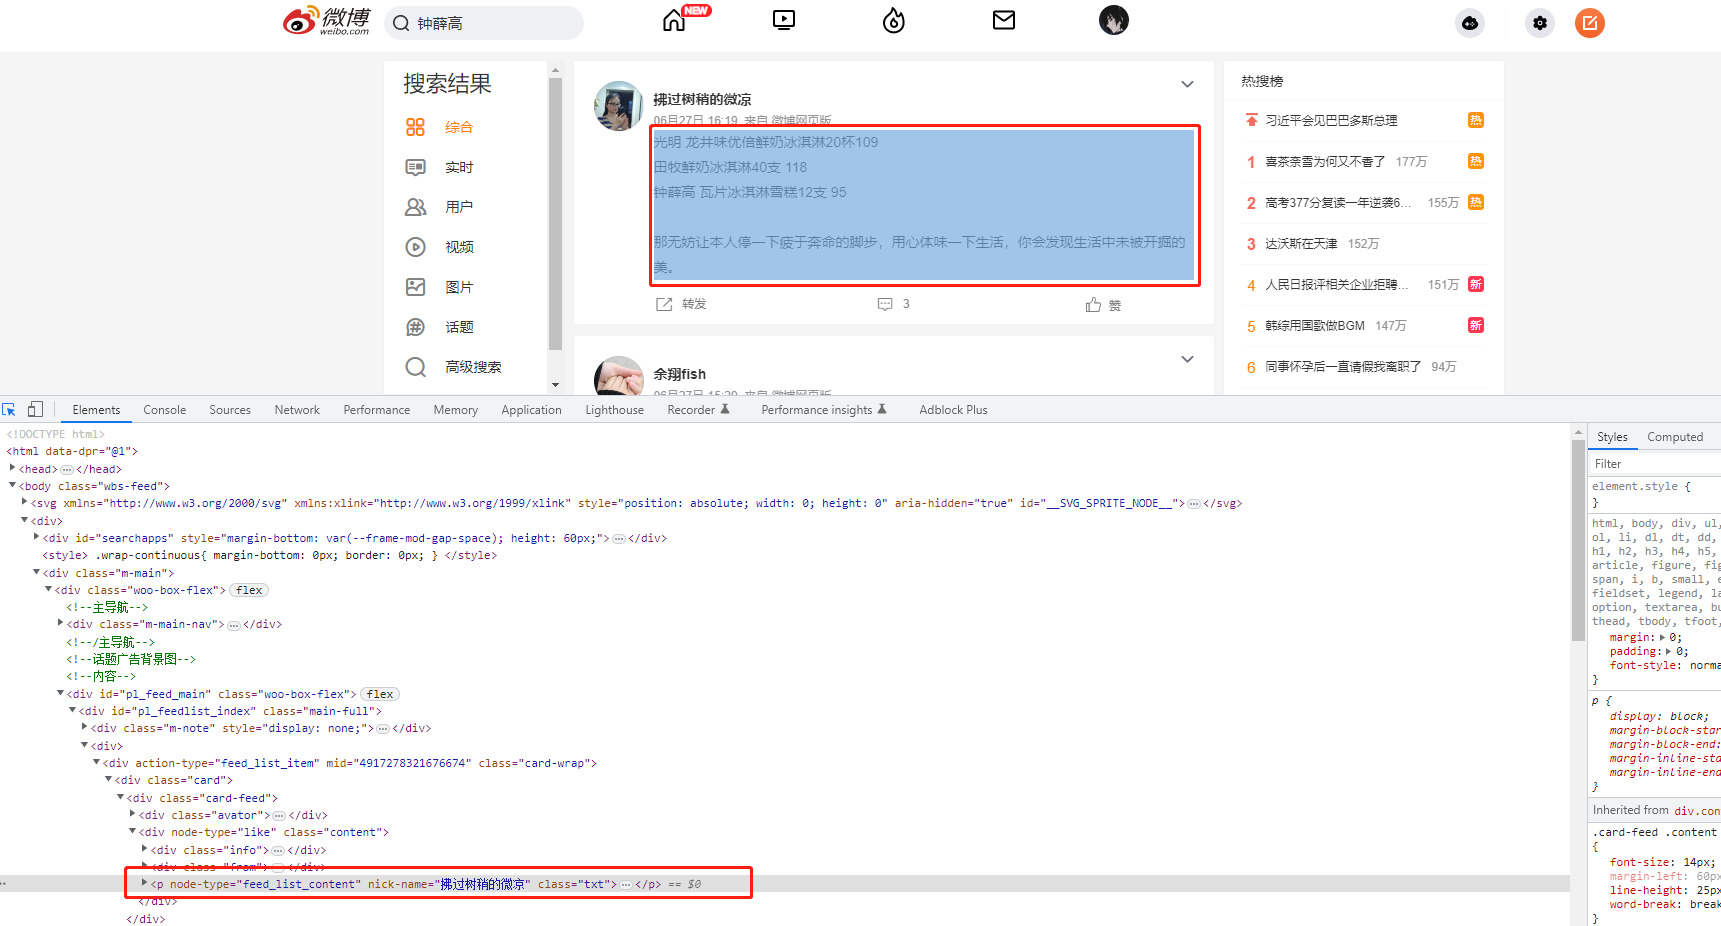 微博
weibo.com
钟薛高
NEW
搜索结果
综合
实时
用户
视频
图片
话题
高级搜索
拂过树稍的微凉
06月27日 16:19 来自 微博网页版
光明 龙井味优倍鲜奶冰淇淋20杯109
田牧鲜奶冰淇淋40支 118
钟薛高 瓦片冰淇淋雪糕12支 95
那无妨让本人停一下疲于奔命的脚步，用心体味一下生活，你会发现生活中未被开掘的
美。
转发
3
赞
余翔fish
06月27日 15:29 来自 微博网页版
热搜榜
习近平会见巴巴多斯总理 热
1 喜茶奈雪为何又不香了 177万 热
2 高考377分复读一年逆袭6... 155万 热
3 达沃斯在天津 152万
4 人民日报评相关企业招聘... 151万 新
5 韩综用国歌做BGM 147万 新
6 同事怀孕后一直请假我离职了 94万
Elements Console Sources Network Performance Memory Application Lighthouse Recorder Performance insights Adblock Plus
<!DOCTYPE html>
<html data-dpr="@1">
<head>…</head>
<body class="wbs-feed">
<svg xmlns="http://www.w3.org/2000/svg" xmlns:xlink="http://www.w3.org/1999/xlink" style="position: absolute; width: 0; height: 0" aria-hidden="true" id="__SVG_SPRITE_NODE__">…</svg>
<div>
<div id="searchapps" style="margin-bottom: var(--frame-mod-gap-space); height: 60px;">…</div>
<style> .wrap-continuous{ margin-bottom: 0px; border: 0px; } </style>
<div class="m-main">
<div class="woo-box-flex"> flex
<!--主导航-->
<div class="m-main-nav">…</div>
<!--/主导航-->
<!--话题广告背景图-->
<!--内容-->
<div id="pl_feed_main" class="woo-box-flex"> flex
<div id="pl_feedlist_index" class="main-full">
<div class="m-note" style="display: none;">…</div>
<div>
<div action-type="feed_list_item" mid="4917278321676674" class="card-wrap">
<div class="card">
<div class="card-feed">
<div class="avator">…</div>
<div node-type="like" class="content">
<div class="info">…</div>
<div class="from">…</div>
<p node-type="feed_list_content" nick-name="拂过树稍的微凉" class="txt">…</p> == $0
</div>
</div>
Styles Computed
Filter
element.style {
}
html, body, div, ul,
ol, li, dl, dt, dd,
h1, h2, h3, h4, h5,
article, figure, fig
span, i, b, small, e
fieldset, legend, la
option, textarea, bu
thead, tbody, tfoot,
margin: 0;
padding: 0;
font-style: norma
}
p {
display: block;
margin-block-star
margin-block-end:
margin-inline-sta
margin-inline-end
}
Inherited from div.con
.card-feed .content
{
font-size: 14px;
margin-left: 60px
line-height: 25px
word-break: break
}